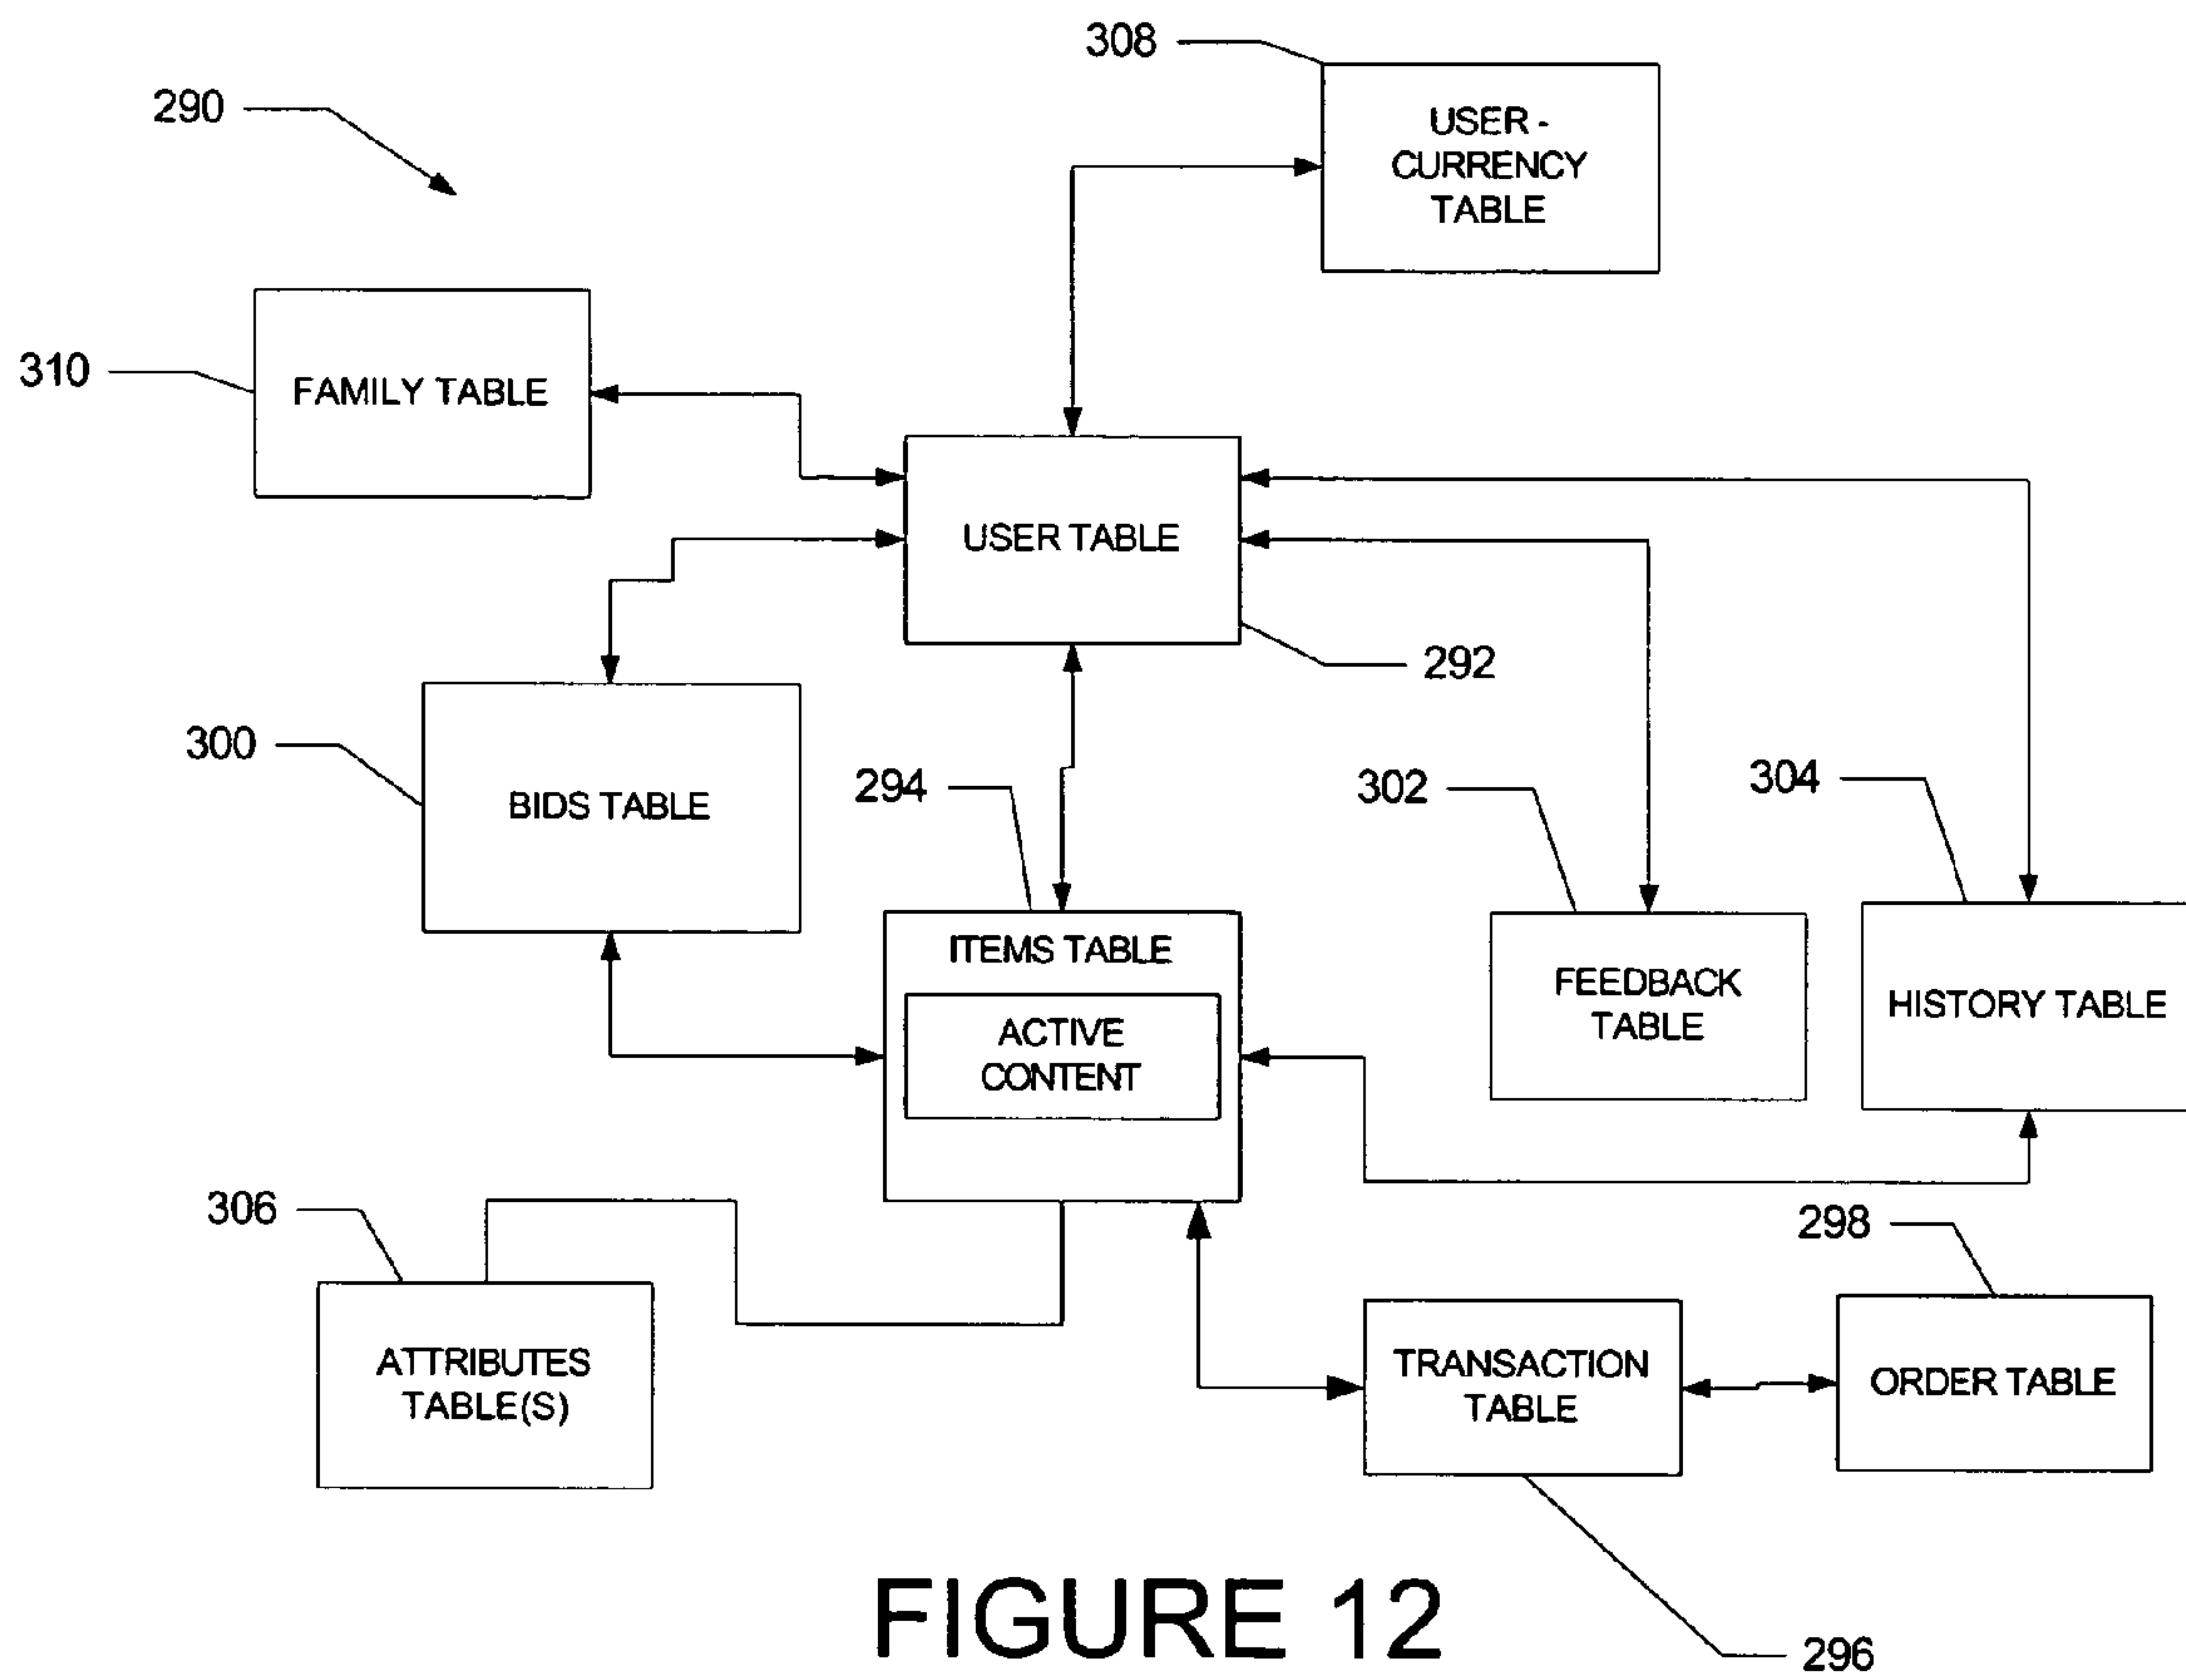 308
290
USER -
CURRENCY
TABLE
310
FAMILY TABLE
USER TABLE
292
300
BIDS TABLE
294
302
304
ITEMS TABLE
ACTIVE
CONTENT
FEEDBACK
TABLE
HISTORY TABLE
306
298
ATTRIBUTES
TABLE(S)
TRANSACTION
TABLE
ORDER TABLE
FIGURE 12
296